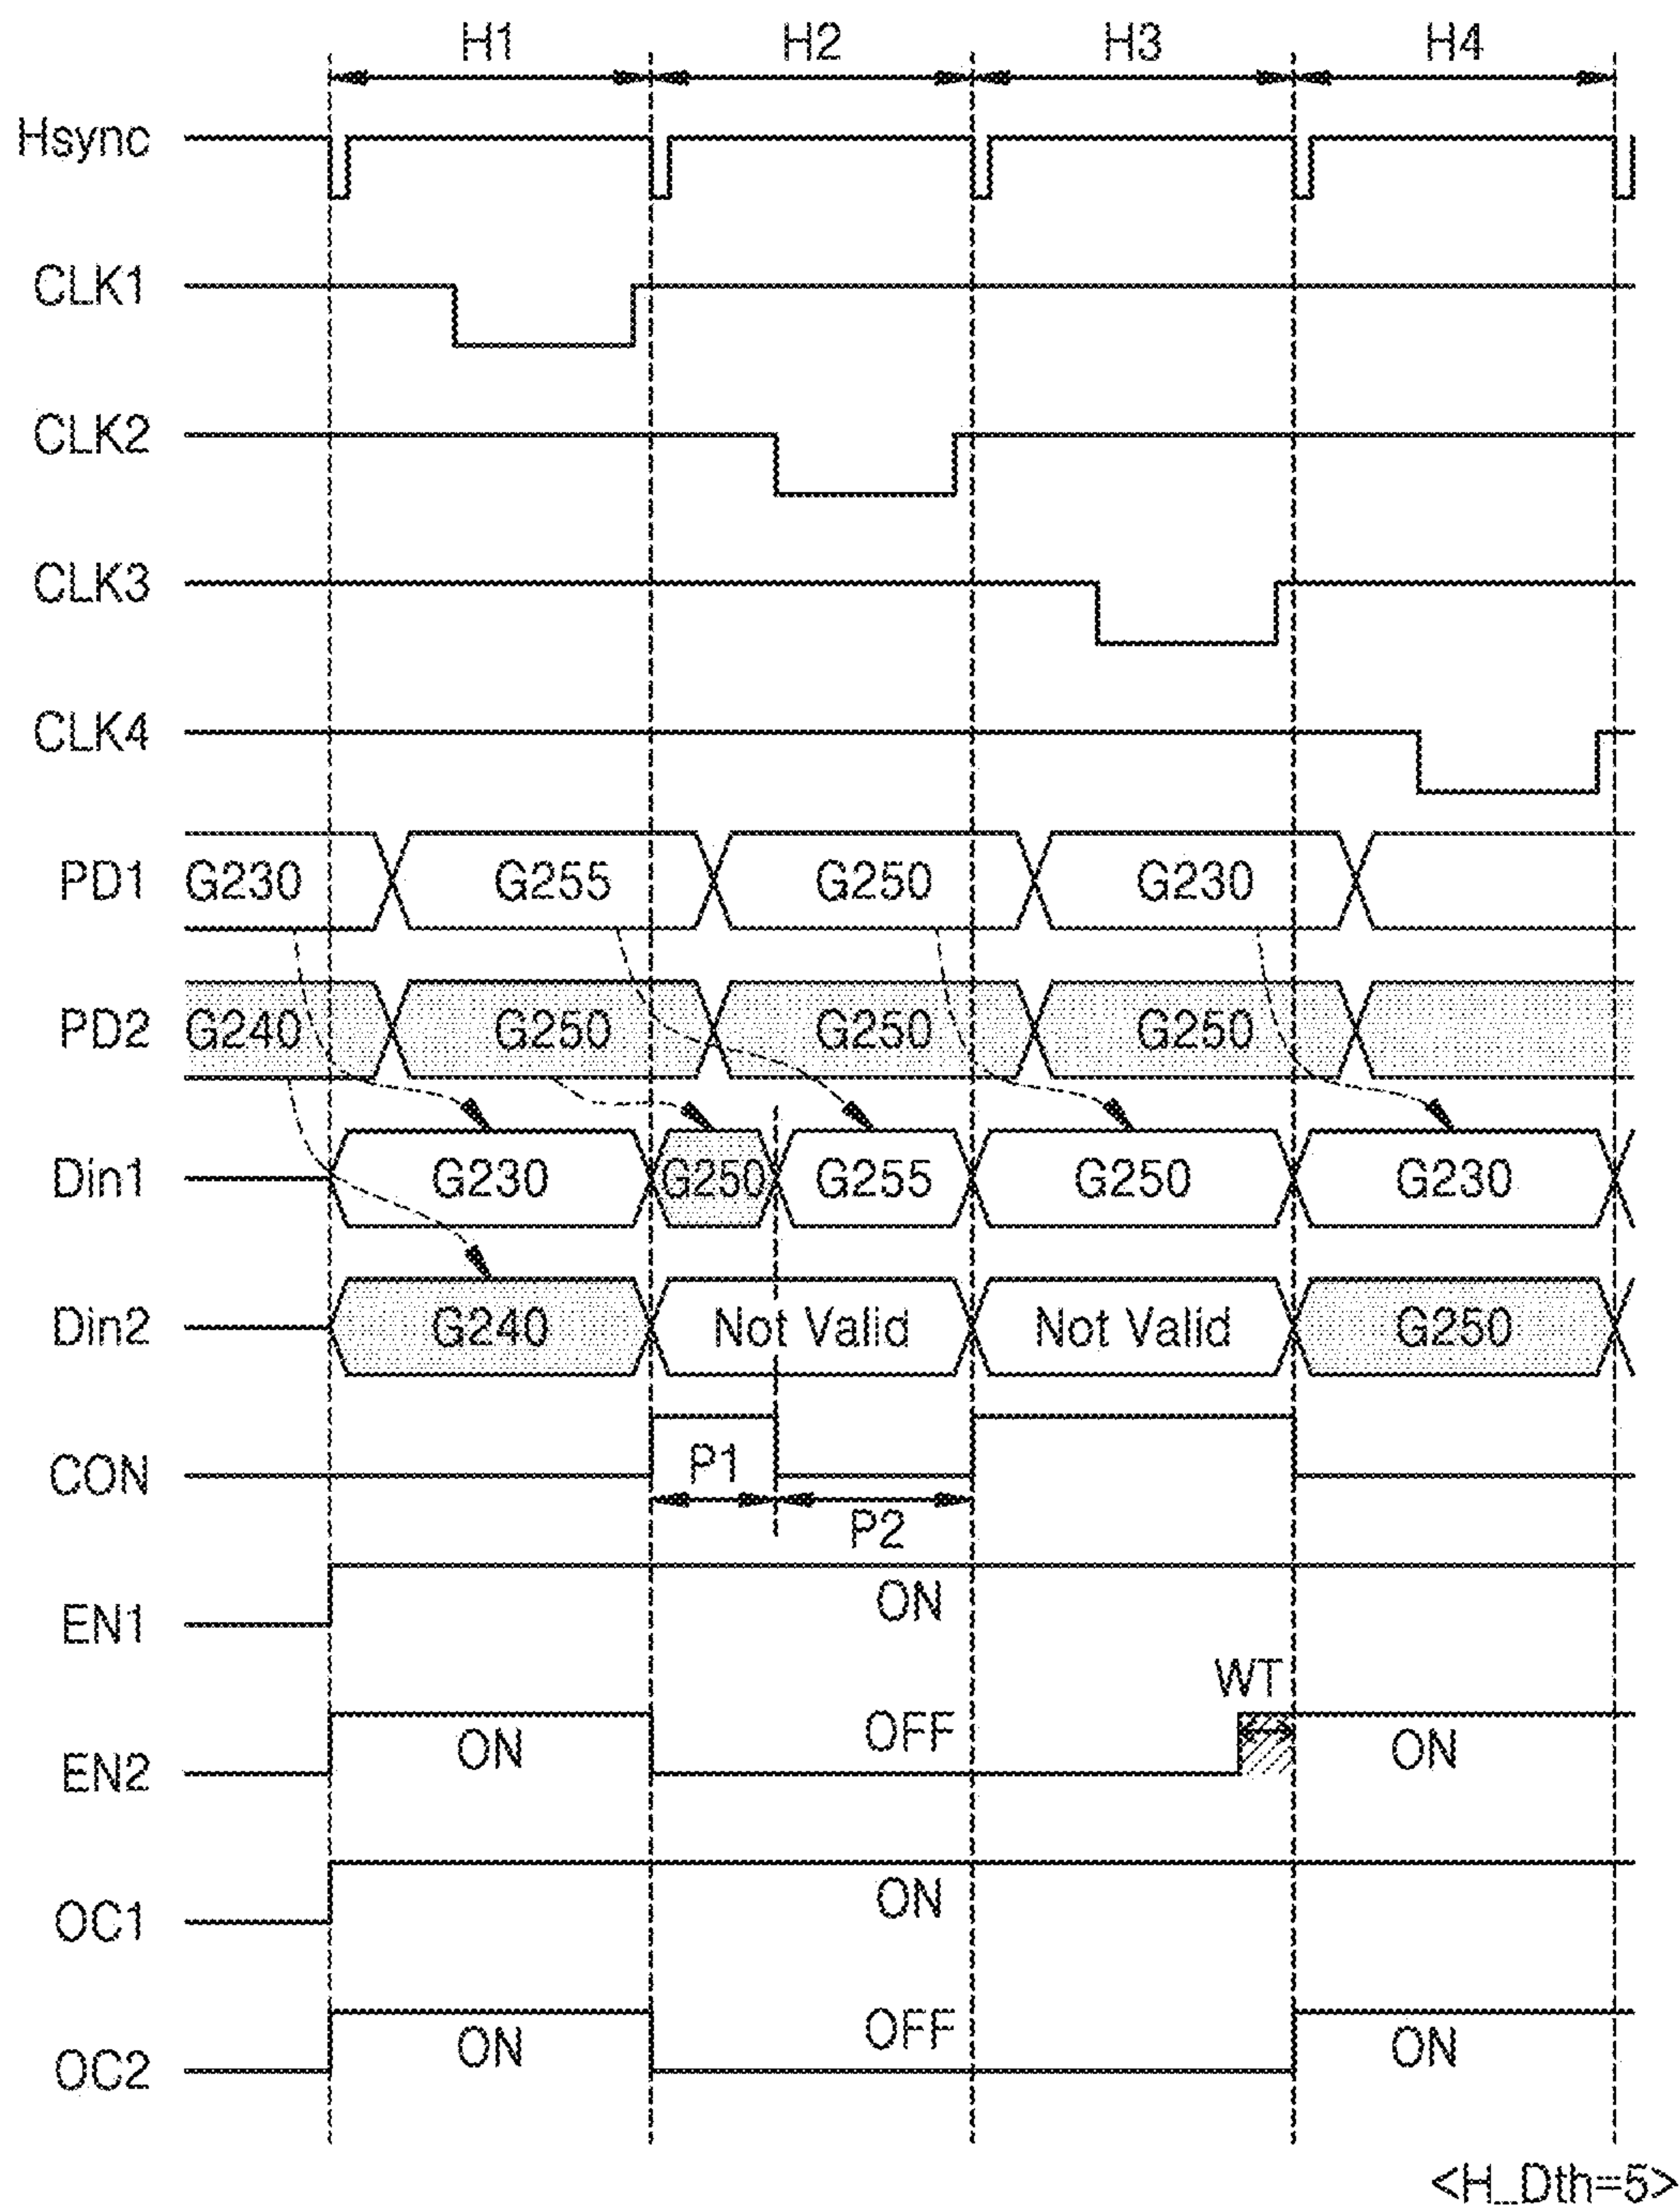 H1 H2 H3 H4
Hsync
CLK1
CLK2
CLK3
CLK4
PD1 G230 G255 G250 G230
PD2 G240 G250 G250 G250
Din1 G230 G250 G255 G250 G230
Din2 G240 Not Valid Not Valid G250
CON P1
P2
EN1 ON
WT
EN2 ON OFF ON
OC1 ON
OC2 ON OFF ON
<H_Dth=5>